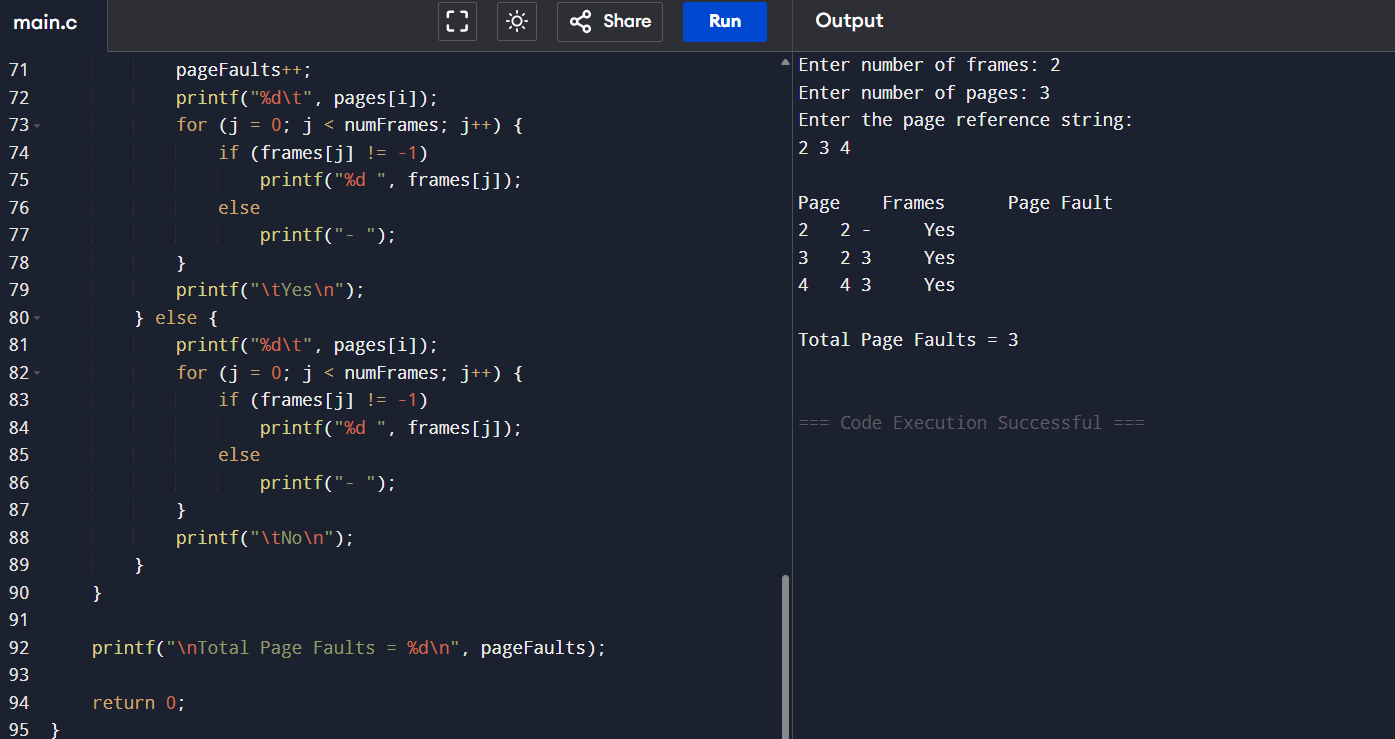 main.c
Share
Run
Output
71 pageFaults++;
72 printf("%d\t", pages[i]);
73 for (j = 0; j < numFrames; j++) {
74 if (frames[j] != -1)
75 printf("%d ", frames[j]);
76 else
77 printf("- ");
78 }
79 printf("\tYes\n");
80 } else {
81 printf("%d\t", pages[i]);
82 for (j = 0; j < numFrames; j++) {
83 if (frames[j] != -1)
84 printf("%d ", frames[j]);
85 else
86 printf("- ");
87 }
88 printf("\tNo\n");
89 }
90 }
91
92 printf("\nTotal Page Faults = %d\n", pageFaults);
93
94 return 0;
95 }
Enter number of frames: 2
Enter number of pages: 3
Enter the page reference string:
2 3 4
Page Frames Page Fault
2 2 - Yes
3 2 3 Yes
4 4 3 Yes
Total Page Faults = 3
=== Code Execution Successful ===